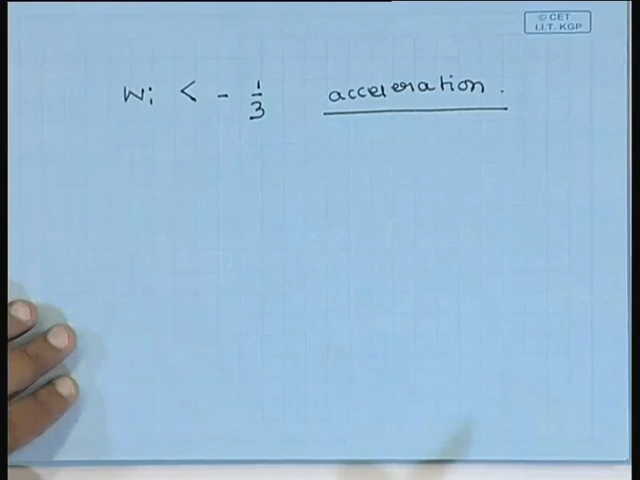 © CET
I.I.T. KGP
Wi < - 1/3 acceleration.